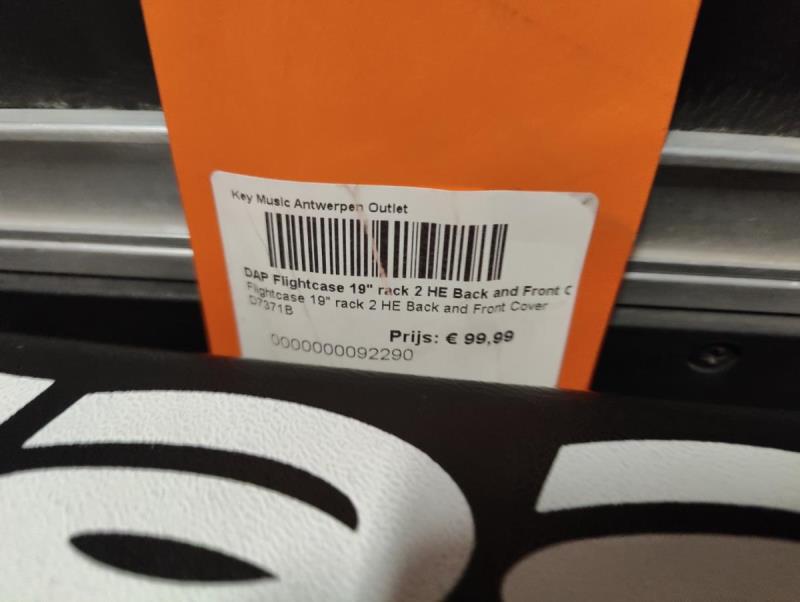 Key Music Antwerpen Outlet
DAP Flightcase 19" rack 2 HE Back and Front C
Flightcase 19" rack 2 HE Back and Front Cover
D7371B
Prijs: € 99,99
0000000092290